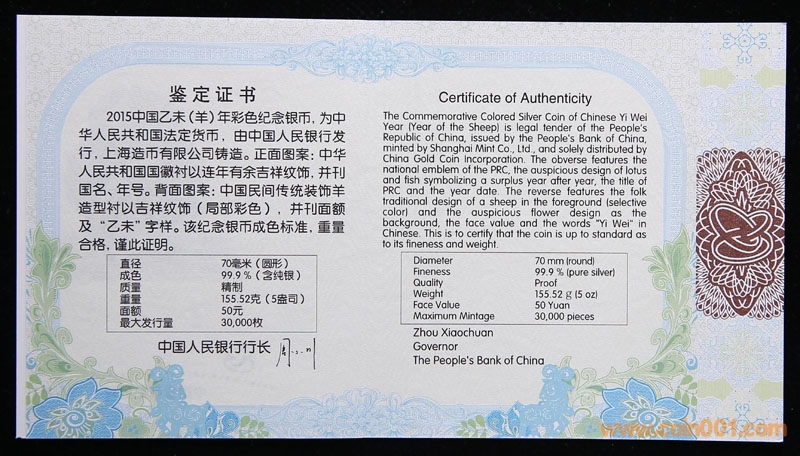 鉴定证书
2015中国乙未（羊）年彩色纪念银币，为中
华人民共和国法定货币，由中国人民银行发
行，上海造币有限公司铸造。正面图案：中华
人民共和国国徽衬以连年有余吉祥纹饰，并刊
国名、年号。背面图案：中国民间传统装饰羊
造型衬以吉祥纹饰（局部彩色），并刊面额
及“乙未”字样。该纪念银币成色标准，重量
合格，谨此证明。
直径 70毫米（圆形）
成色 99.9％（含纯银）
质量 精制
重量 155.52克（5盎司）
面额 50元
最大发行量 30,000枚
中国人民银行行长
Certificate of Authenticity
The Commemorative Colored Silver Coin of Chinese Yi Wei
Year (Year of the Sheep) is legal tender of the People's
Republic of China, issued by the People's Bank of China,
minted by Shanghai Mint Co., Ltd., and solely distributed by
China Gold Coin Incorporation. The obverse features the
national emblem of the PRC, the auspicious design of lotus
and fish symbolizing a surplus year after year, the title of
PRC and the year date. The reverse features the folk
traditional design of a sheep in the foreground (selective
color) and the auspicious flower design as the
background, the face value and the words "Yi Wei" in
Chinese. This is to certify that the coin is up to standard as
to its fineness and weight.
Diameter 70 mm (round)
Fineness 99.9 % (pure silver)
Quality Proof
Weight 155.52 g (5 oz)
Face Value 50 Yuan
Maximum Mintage 30,000 pieces
Zhou Xiaochuan
Governor
The People's Bank of China
www.coin001.com